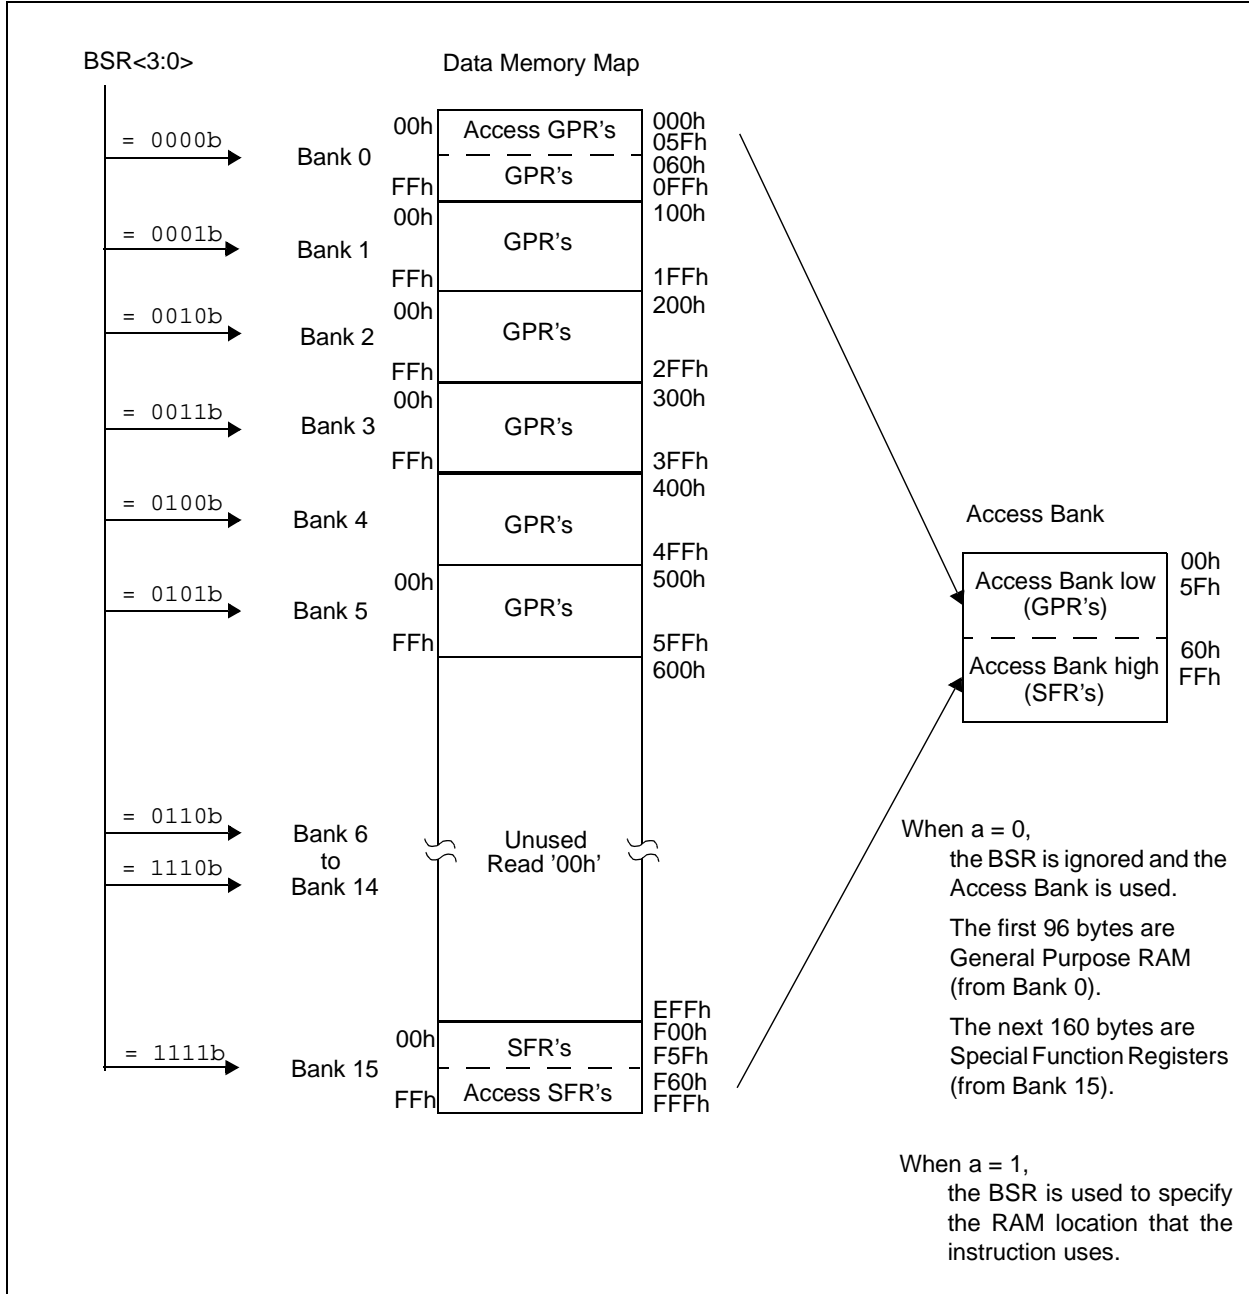 BSR<3:0>
Data Memory Map
= 0000b
Bank 0
00h
Access GPR's
000h
05Fh
FFh
GPR's
060h
0FFh
= 0001b
Bank 1
00h
GPR's
100h
FFh
1FFh
= 0010b
Bank 2
00h
GPR's
200h
FFh
2FFh
= 0011b
Bank 3
00h
GPR's
300h
FFh
3FFh
= 0100b
Bank 4
GPR's
400h
4FFh
= 0101b
Bank 5
00h
GPR's
500h
FFh
5FFh
600h
= 0110b
= 1110b
Bank 6
to
Bank 14
Unused
Read '00h'
EFFh
= 1111b
Bank 15
00h
SFR's
F00h
F5Fh
FFh
Access SFR's
F60h
FFFh
Access Bank
Access Bank low
(GPR's)
00h
5Fh
Access Bank high
(SFR's)
60h
FFh
When a = 0,
the BSR is ignored and the
Access Bank is used.
The first 96 bytes are
General Purpose RAM
(from Bank 0).
The next 160 bytes are
Special Function Registers
(from Bank 15).
When a = 1,
the BSR is used to specify
the RAM location that the
instruction uses.